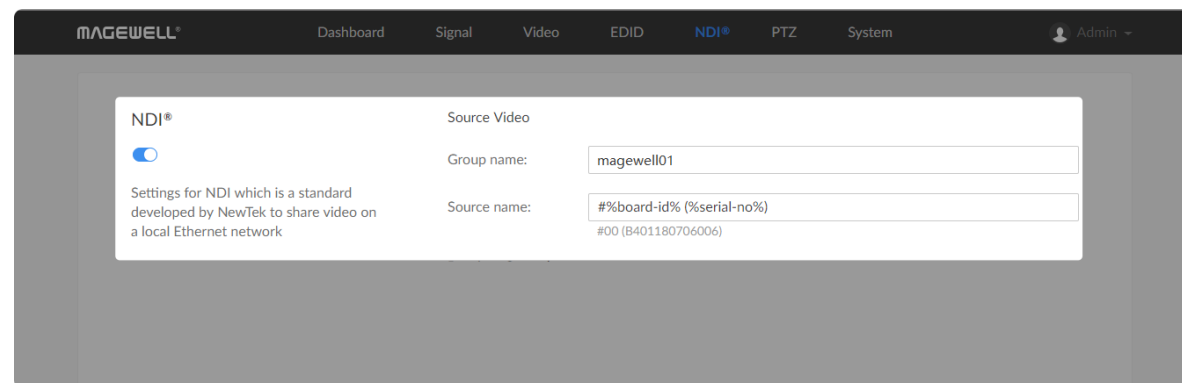 MAGEWELL®
Dashboard Signal Video EDID NDI® PTZ System Admin
NDI®
Settings for NDI which is a standard
developed by NewTek to share video on
a local Ethernet network
Source Video
Group name: magewell01
Source name: #%board-id% (%serial-no%)
#00 (B401180706006)